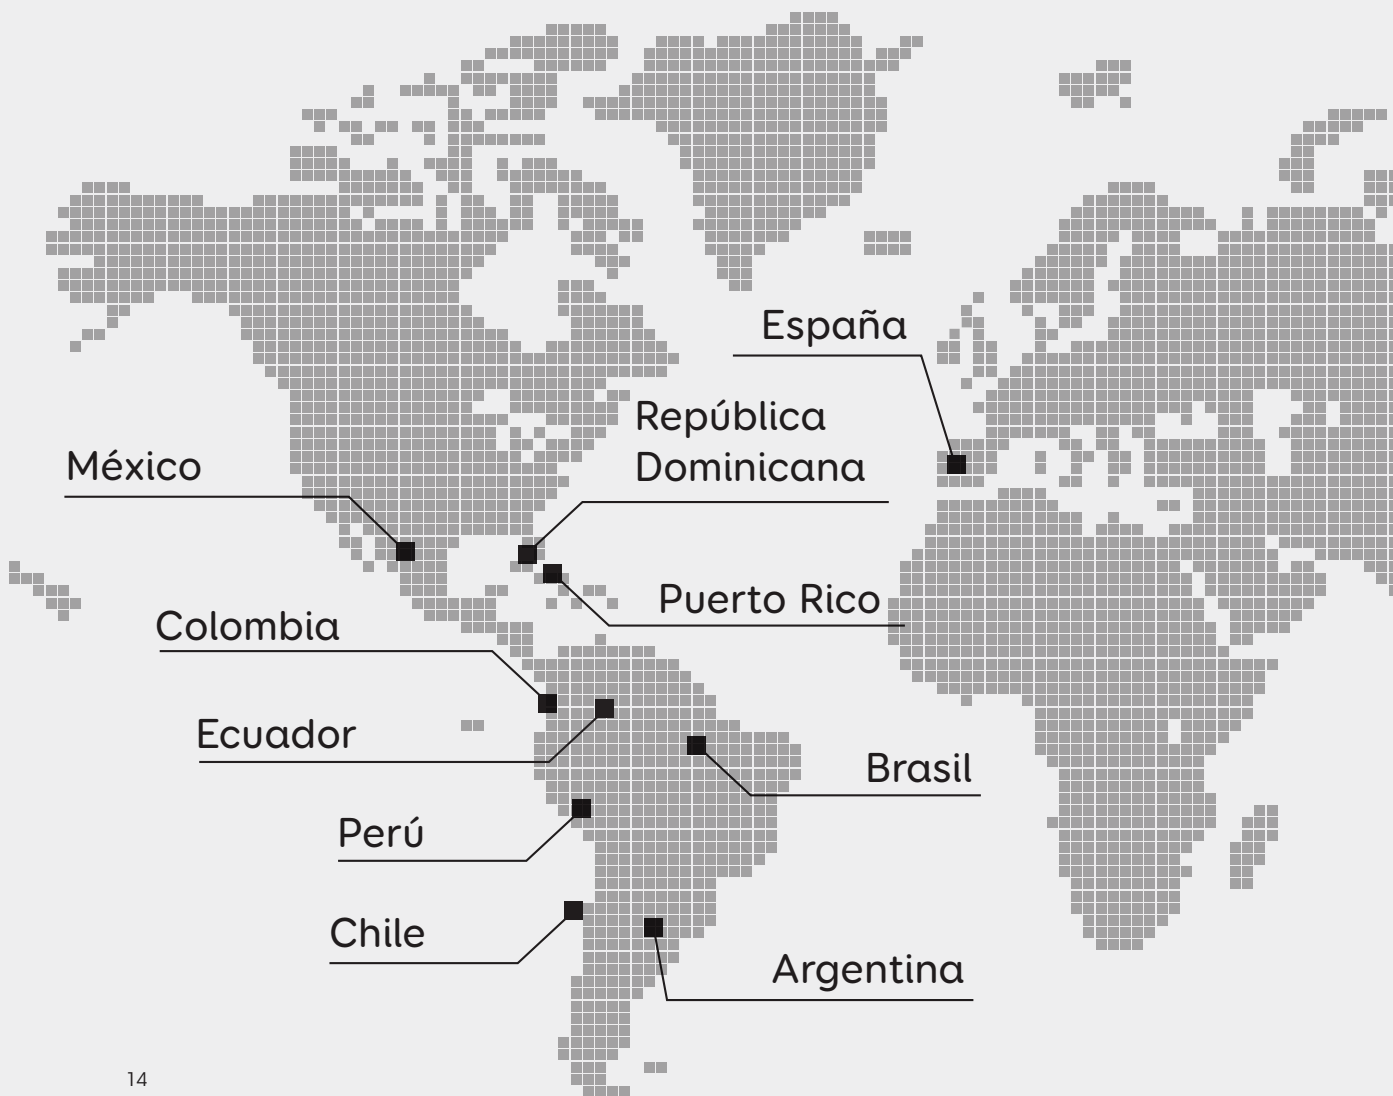 España
República
Dominicana
México
Puerto Rico
Colombia
Ecuador
Brasil
Perú
Chile
Argentina
14